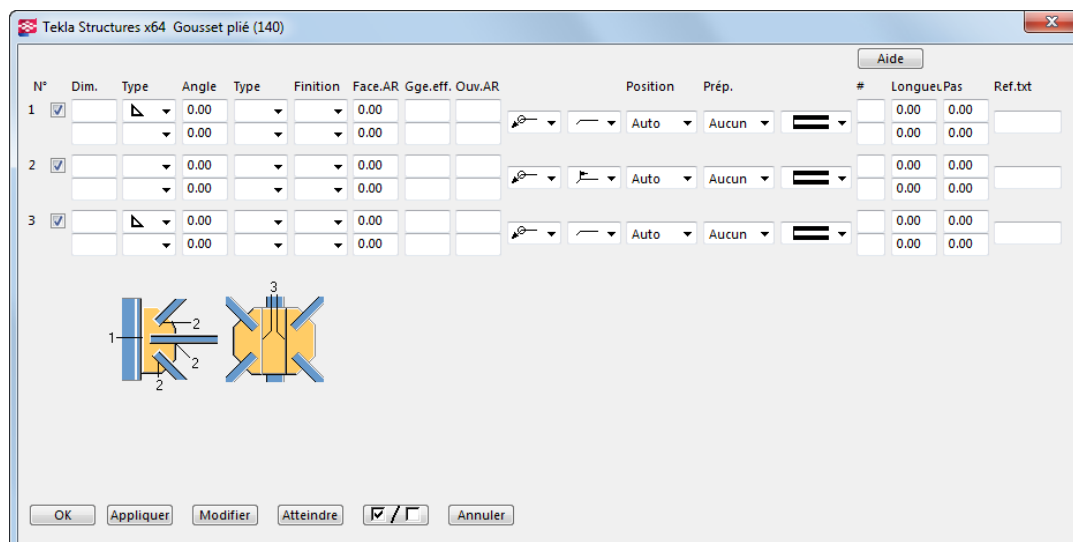 Tekla Structures x64 Gousset plié (140)
Aide
N° Dim. Type Angle Type Finition Face.AR Gge.eff. Ouv.AR Position Prép. # Longueu Pas Ref.txt
1 0.00 0.00 Auto Aucun 0.00 0.00
0.00 0.00 0.00 0.00
2 0.00 0.00 Auto Aucun 0.00 0.00
0.00 0.00 0.00 0.00
3 0.00 0.00 Auto Aucun 0.00 0.00
0.00 0.00 0.00 0.00
3
2
1
2
2
OK Appliquer Modifier Atteindre / Annuler